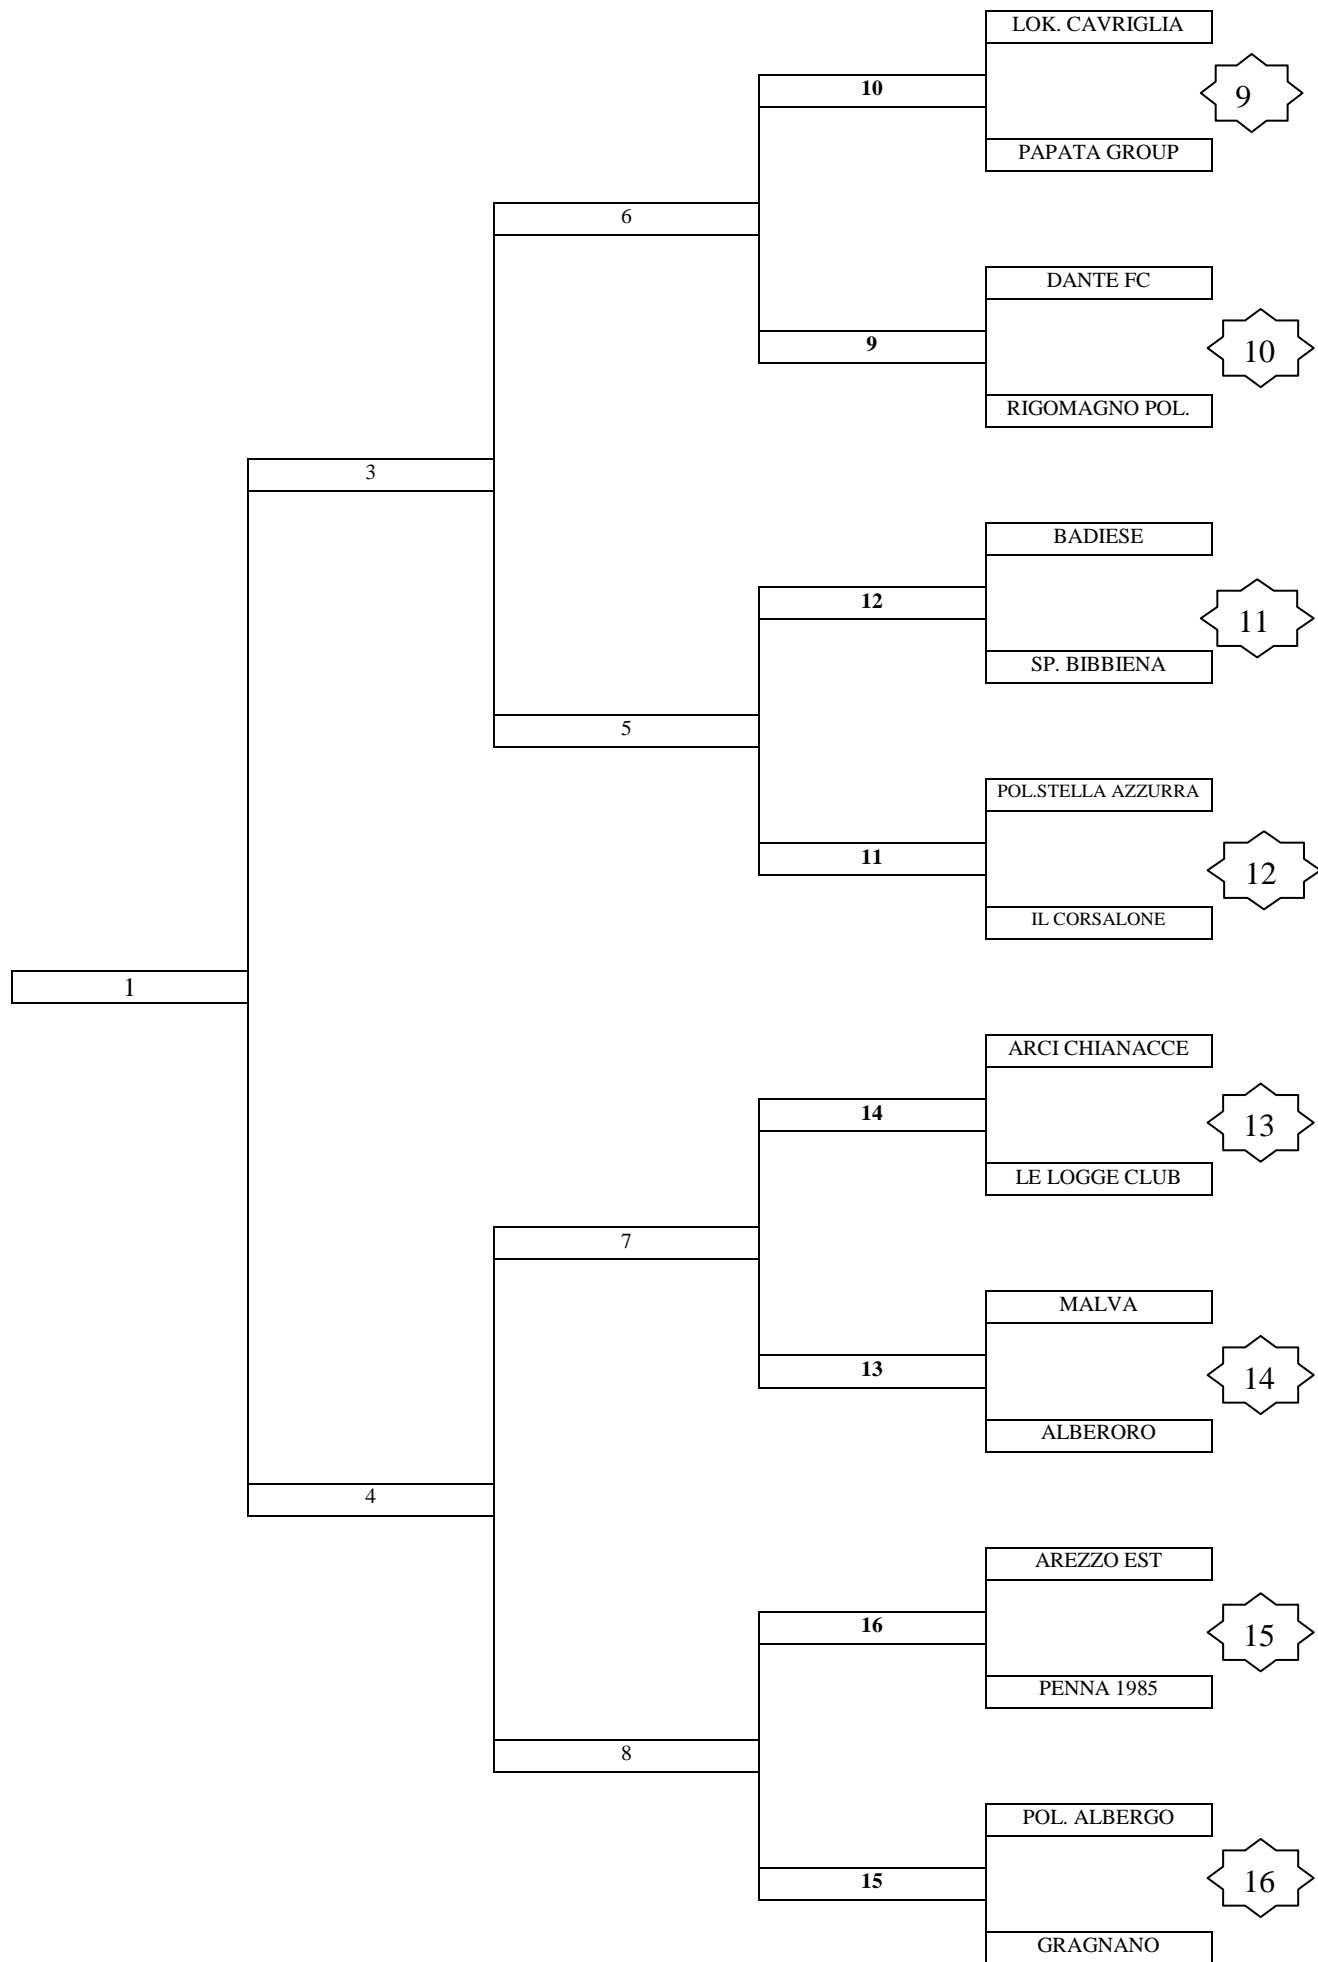 LOK. CAVRIGLIA
10
9
PAPATA GROUP
6
DANTE FC
9
10
RIGOMAGNO POL.
3
BADIESE
12
11
SP. BIBBIENA
5
POL.STELLA AZZURRA
11
12
IL CORSALONE
1
ARCI CHIANACCE
14
13
LE LOGGE CLUB
7
MALVA
13
14
ALBERORO
4
AREZZO EST
16
15
PENNA 1985
8
POL. ALBERGO
15
16
GRAGNANO